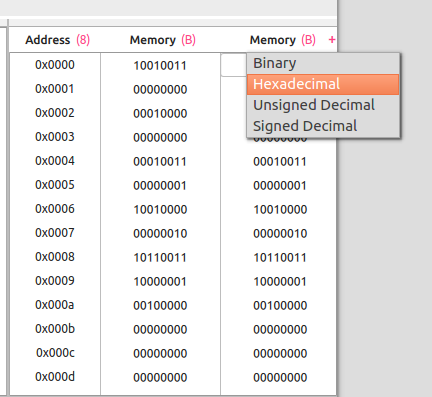 Address (8) Memory (B) Memory (B) +
0x0000 10010011 Binary
0x0001 00000000 Hexadecimal
0x0002 00010000 Unsigned Decimal
Signed Decimal
0x0003 00000000 00000000
0x0004 00010011 00010011
0x0005 00000001 00000001
0x0006 10010000 10010000
0x0007 00000010 00000010
0x0008 10110011 10110011
0x0009 10000001 10000001
0x000a 00100000 00100000
0x000b 00000000 00000000
0x000c 00000000 00000000
0x000d 00000000 00000000